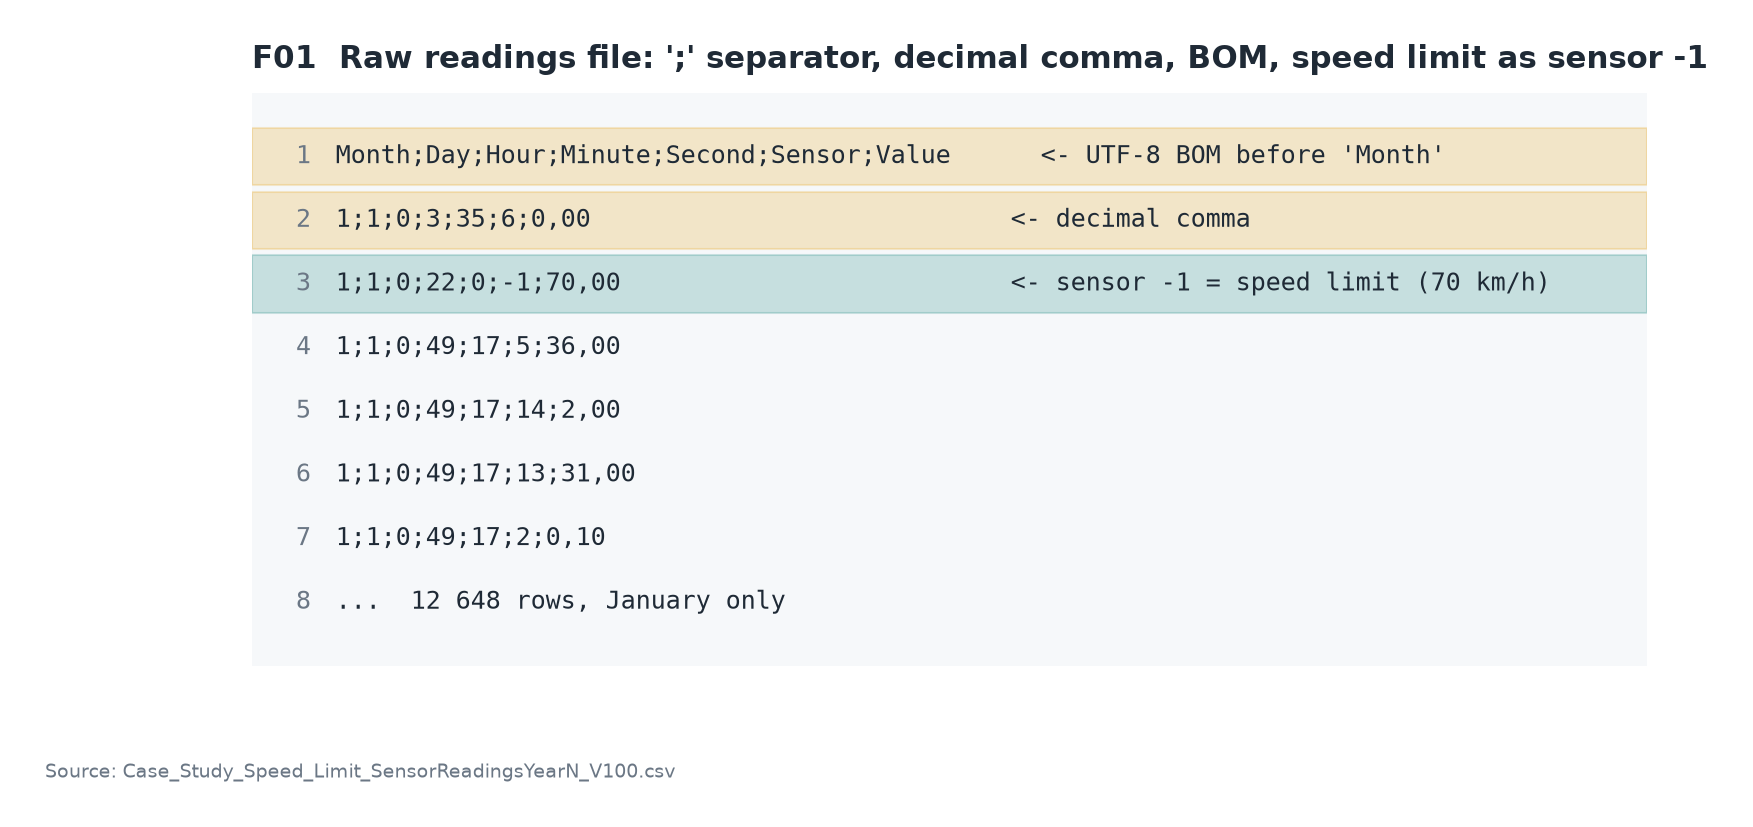 F01  Raw readings file: ';' separator, decimal comma, BOM, speed limit as sensor -1
1 Month;Day;Hour;Minute;Second;Sensor;Value      <- UTF-8 BOM before 'Month'
2 1;1;0;3;35;6;0,00                            <- decimal comma
3 1;1;0;22;0;-1;70,00                          <- sensor -1 = speed limit (70 km/h)
4 1;1;0;49;17;5;36,00
5 1;1;0;49;17;14;2,00
6 1;1;0;49;17;13;31,00
7 1;1;0;49;17;2;0,10
8 ...  12 648 rows, January only
Source: Case_Study_Speed_Limit_SensorReadingsYearN_V100.csv